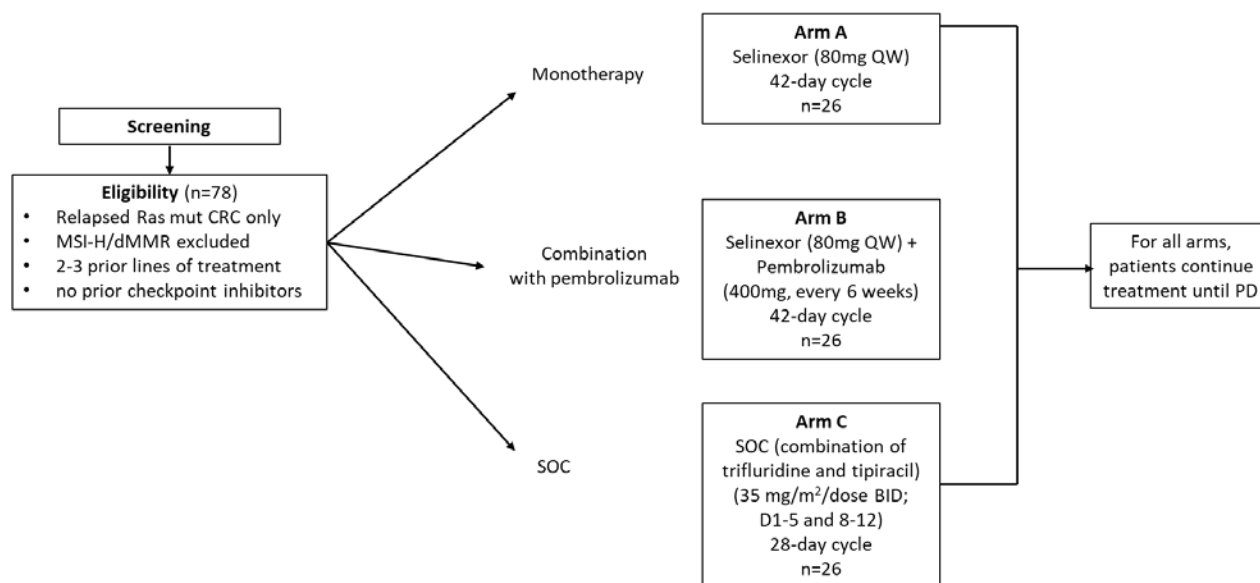 Screening
Eligibility (n=78)
• Relapsed Ras mut CRC only
• MSI-H/dMMR excluded
• 2-3 prior lines of treatment
• no prior checkpoint inhibitors
Monotherapy
Combination
with pembrolizumab
SOC
Arm A
Selinexor (80mg QW)
42-day cycle
n=26
Arm B
Selinexor (80mg QW) +
Pembrolizumab
(400mg, every 6 weeks)
42-day cycle
n=26
Arm C
SOC (combination of
trifluridine and tipiracil)
(35 mg/m²/dose BID;
D1-5 and 8-12)
28-day cycle
n=26
For all arms,
patients continue
treatment until PD